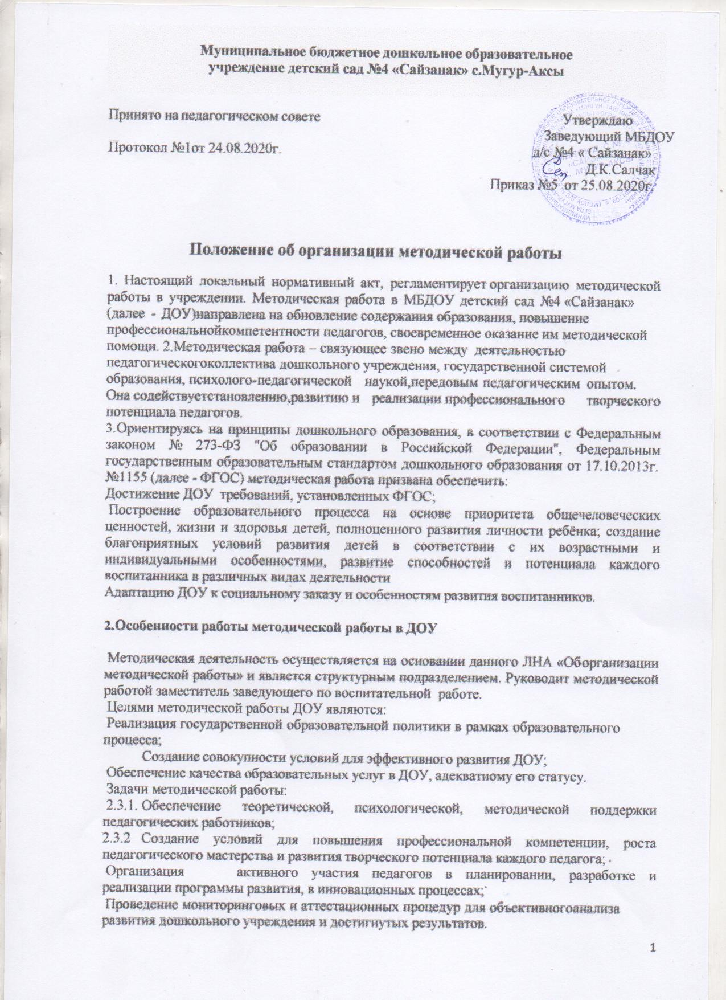 Муниципальное бюджетное дошкольное образовательное
учреждение детский сад №4 «Сайзанак» с.Мугур-Аксы
Принято на педагогическом совете
Протокол №1от 24.08.2020г.
Утверждаю
Заведующий МБДОУ
д/с №4 « Сайзанак»
Д.К.Салчак
Приказ №5 от 25.08.2020г
Положение об организации методической работы
1. Настоящий локальный нормативный акт, регламентирует организацию методической
работы в учреждении. Методическая работа в МБДОУ детский сад №4 «Сайзанак»
(далее - ДОУ)направлена на обновление содержания образования, повышение
профессиональнойкомпетентности педагогов, своевременное оказание им методической
помощи. 2.Методическая работа – связующее звено между деятельностью
педагогическогоколлектива дошкольного учреждения, государственной системой
образования, психолого-педагогической наукой,передовым педагогическим опытом.
Она содействуетстановлению,развитию и реализации профессионального творческого
потенциала педагогов.
3.Ориентируясь на принципы дошкольного образования, в соответствии с Федеральным
законом № 273-ФЗ "Об образовании в Российской Федерации", Федеральным
государственным образовательным стандартом дошкольного образования от 17.10.2013г.
№1155 (далее - ФГОС) методическая работа призвана обеспечить:
Достижение ДОУ требований, установленных ФГОС;
Построение образовательного процесса на основе приоритета общечеловеческих
ценностей, жизни и здоровья детей, полноценного развития личности ребёнка; создание
благоприятных условий развития детей в соответствии с их возрастными и
индивидуальными особенностями, развитие способностей и потенциала каждого
воспитанника в различных видах деятельности
Адаптацию ДОУ к социальному заказу и особенностям развития воспитанников.
2.Особенности работы методической работы в ДОУ
Методическая деятельность осуществляется на основании данного ЛНА «Оборганизации
методической работы» и является структурным подразделением. Руководит методической
работой заместитель заведующего по воспитательной работе.
Целями методической работы ДОУ являются:
Реализация государственной образовательной политики в рамках образовательного
процесса;
Создание совокупности условий для эффективного развития ДОУ;
Обеспечение качества образовательных услуг в ДОУ, адекватному его статусу.
Задачи методической работы:
2.3.1. Обеспечение теоретической, психологической, методической поддержки
педагогических работников;
2.3.2 Создание условий для повышения профессиональной компетенции, роста
педагогического мастерства и развития творческого потенциала каждого педагога;
Организация активного участия педагогов в планировании, разработке и
реализации программы развития, в инновационных процессах;
Проведение мониторинговых и аттестационных процедур для объективногоанализа
развития дошкольного учреждения и достигнутых результатов.
1